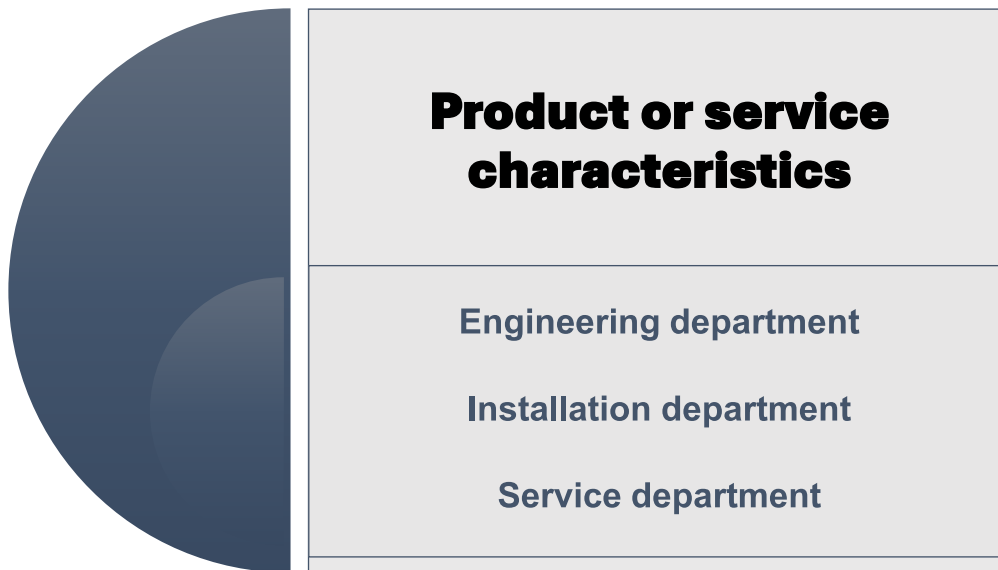 Product or service
characteristics
Engineering department
Installation department
Service department